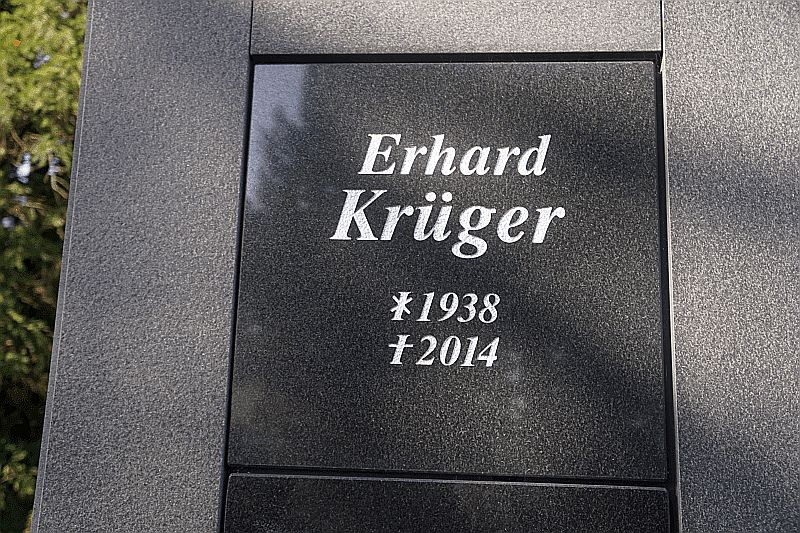 Erhard
Krüger
* 1938
† 2014